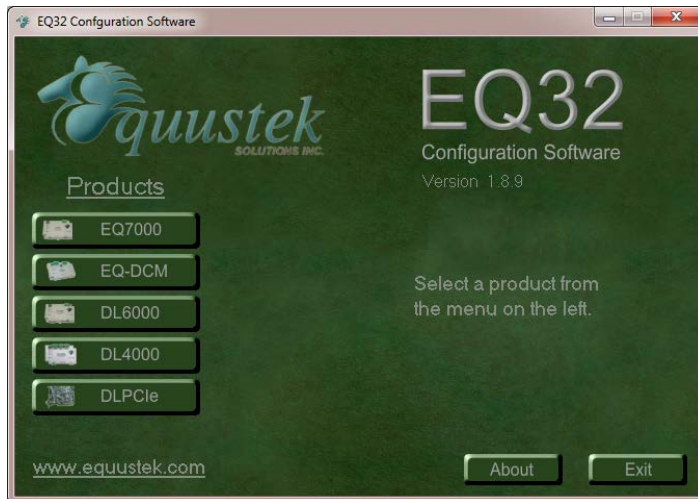 EQ32 Confguration Software
Equustek
SOLUTIONS INC.
EQ32
Configuration Software
Version 1.8.9
Products
EQ7000
EQ-DCM
DL6000
DL4000
DLPCIe
Select a product from
the menu on the left.
www.equustek.com
About
Exit